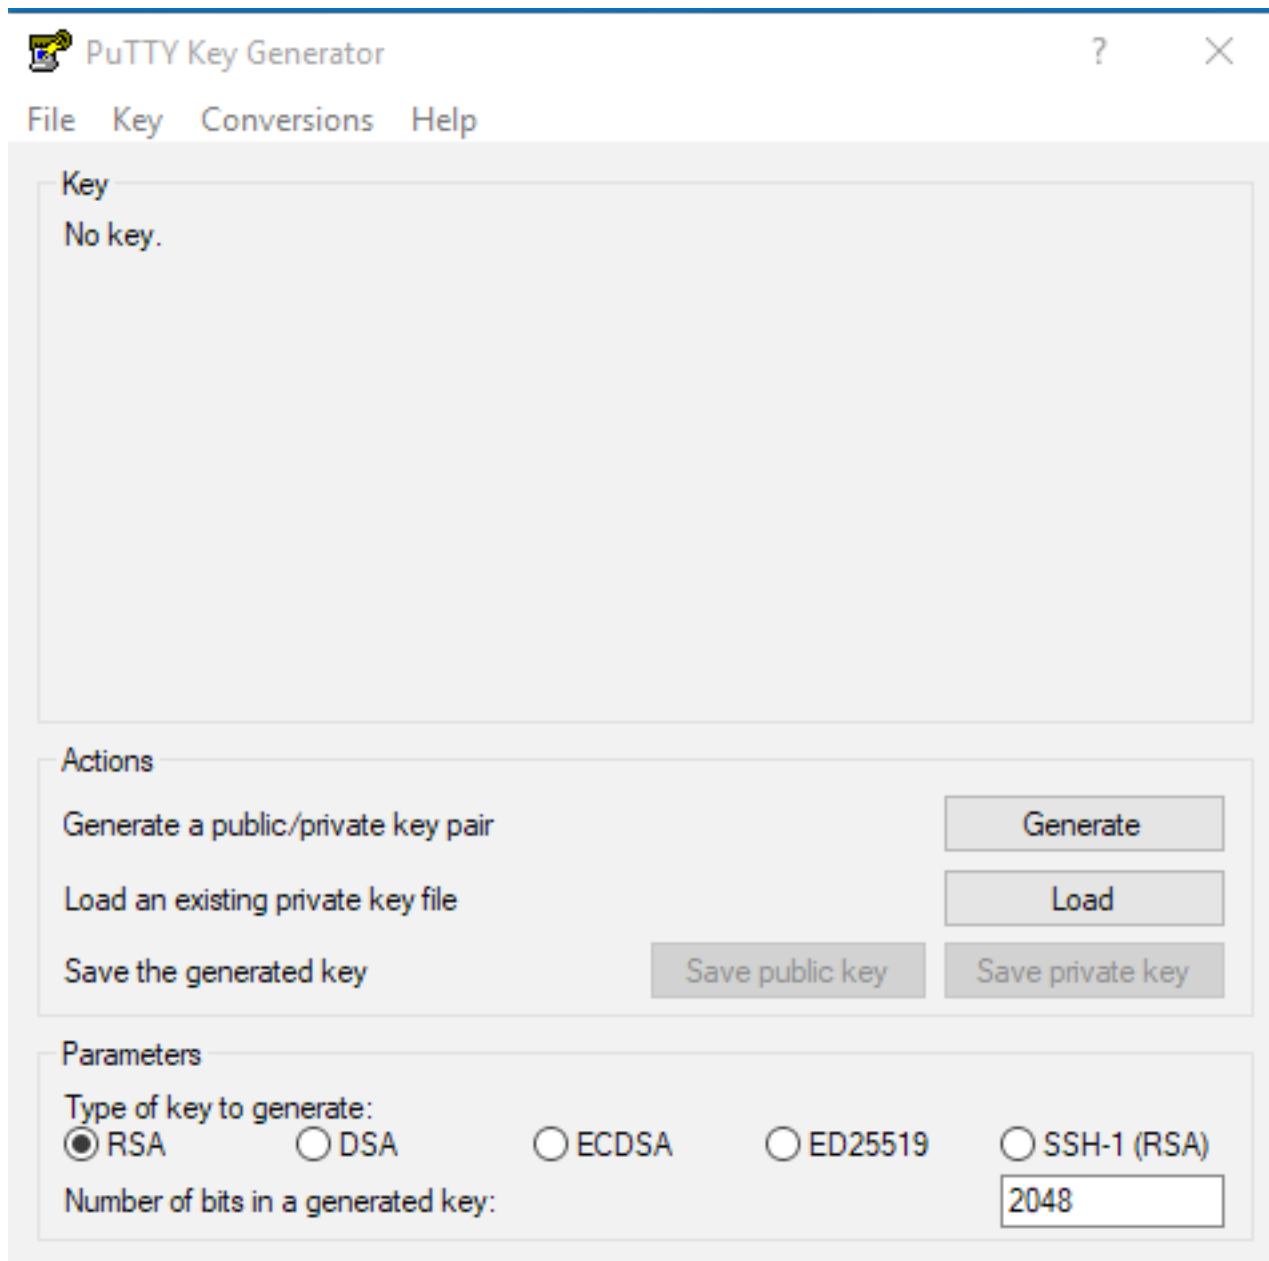 PuTTY Key Generator
File Key Conversions Help
Key
No key.
Actions
Generate a public/private key pair Generate
Load an existing private key file Load
Save the generated key Save public key Save private key
Parameters
Type of key to generate:
RSA DSA ECDSA ED25519 SSH-1 (RSA)
Number of bits in a generated key: 2048